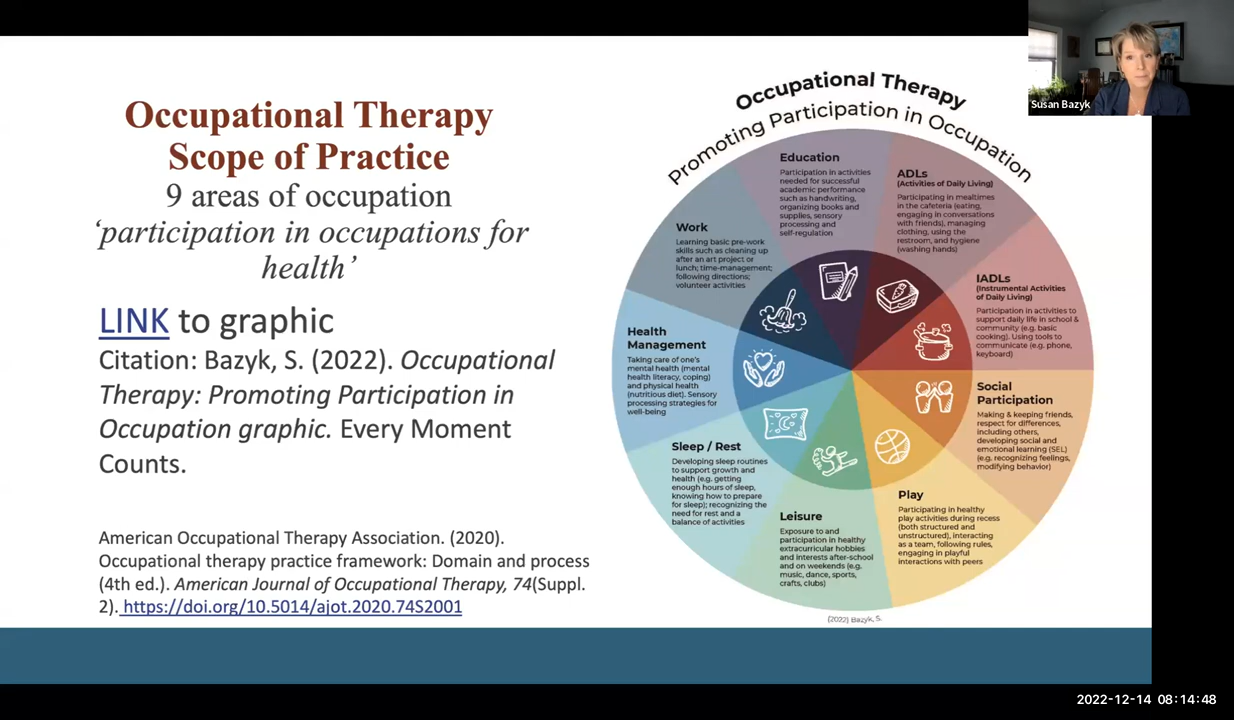 Occupational Therapy
Scope of Practice
9 areas of occupation
‘participation in occupations for
health’
LINK to graphic
Citation: Bazyk, S. (2022). Occupational
Therapy: Promoting Participation in
Occupation graphic. Every Moment
Counts.
American Occupational Therapy Association. (2020).
Occupational therapy practice framework: Domain and process
(4th ed.). American Journal of Occupational Therapy, 74(Suppl.
2). https://doi.org/10.5014/ajot.2020.74S2001
Occupational Therapy
Promoting Participation in Occupation
Education
Participation in activities
needed for successful
academic performance
such as handwriting,
organizing books and
supplies, sensory
processing and
self-regulation
ADLs
(Activities of Daily Living)
Participating in mealtimes
in the cafeteria (eating,
engaging in conversations
with friends), managing
clothing, using the
restroom, and hygiene
(washing hands)
IADLs
(Instrumental Activities
of Daily Living)
Participation in activities to
support daily life in school &
community (e.g. basic
cooking). Using tools to
communicate (e.g. phone,
keyboard)
Social
Participation
Making & keeping friends,
respect for differences,
including others,
developing social and
emotional learning (SEL)
(e.g. recognizing feelings,
modifying behavior)
Play
Participating in healthy
play activities during recess
(both structured and
unstructured), interacting
as a team, following rules,
engaging in playful
interactions with peers
Leisure
Exposure to and
participation in healthy
extracurricular hobbies
and interests after-school
and on weekends (e.g.
music, dance, sports,
crafts, clubs)
Sleep / Rest
Developing sleep routines
to support growth and
health (e.g. getting
enough hours of sleep,
knowing how to prepare
for sleep); recognizing the
need for rest and a
balance of activities
Health
Management
Taking care of one's
mental health (mental
health literacy, coping)
and physical health
(nutritious diet). Sensory
processing strategies for
well-being
Work
Learning basic pre-work
skills such as cleaning up
after an art project or
lunch; time-management;
following directions;
volunteer activities
(2022) Bazyk, S.
Susan Bazyk
2022-12-14 08:14:48